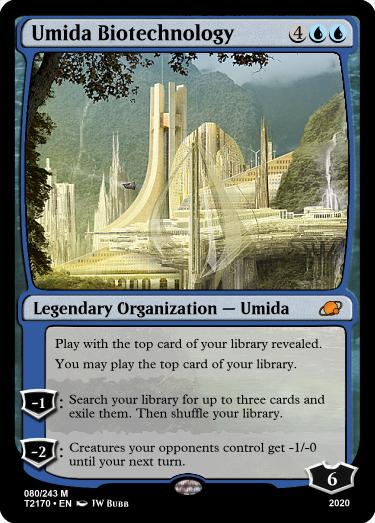 Umida Biotechnology 4
Legendary Organization — Umida
Play with the top card of your library revealed.
You may play the top card of your library.
-1: Search your library for up to three cards and
exile them. Then shuffle your library.
-2: Creatures your opponents control get -1/-0
until your next turn.
6
080/243 M
T2170 • EN JW Bubb
2020